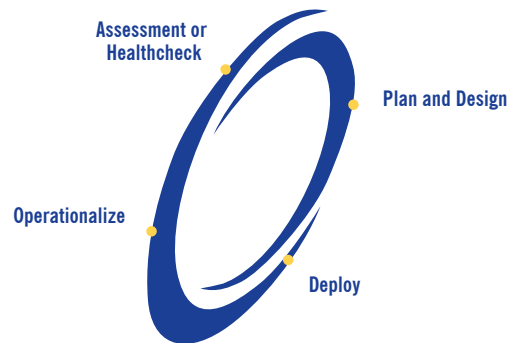 Assessment or
Healthcheck
Plan and Design
Operationalize
Deploy